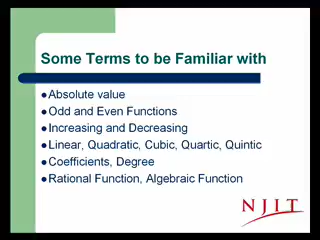 Some Terms to be Familiar with
Absolute value
Odd and Even Functions
Increasing and Decreasing
Linear, Quadratic, Cubic, Quartic, Quintic
Coefficients, Degree
Rational Function, Algebraic Function
NJIT